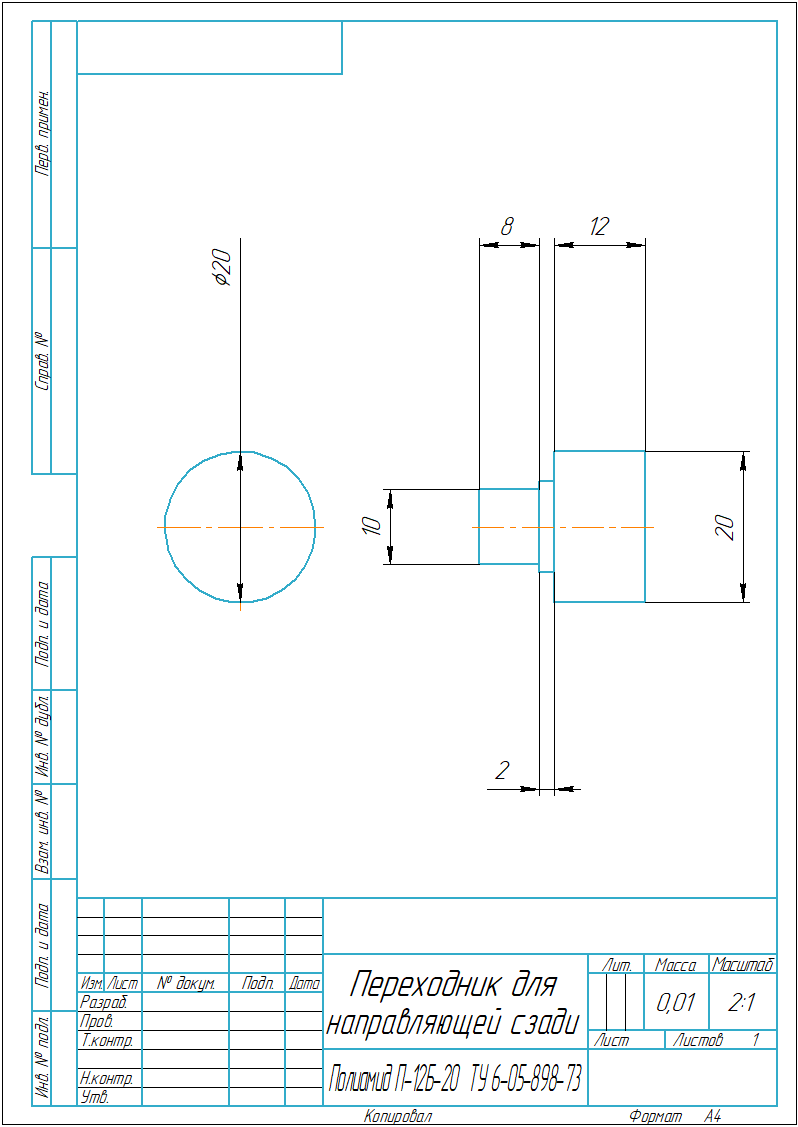 Перв. примен.
Справ. №
Подп. и дата
Инв. № дубл.
Взам. инв. №
Подп. и дата
Инв. № подл.
ϕ20
8
12
10
20
2
Изм. Лист № докум. Подп. Дата
Разраб.
Пров.
Т.контр.
Н.контр.
Утв.
Переходник для
направляющей сзади
Полиамид П-12Б-20 ТУ 6-05-898-73
Лит. Масса Масштаб
0,01 2:1
Лист Листов 1
Копировал Формат А4